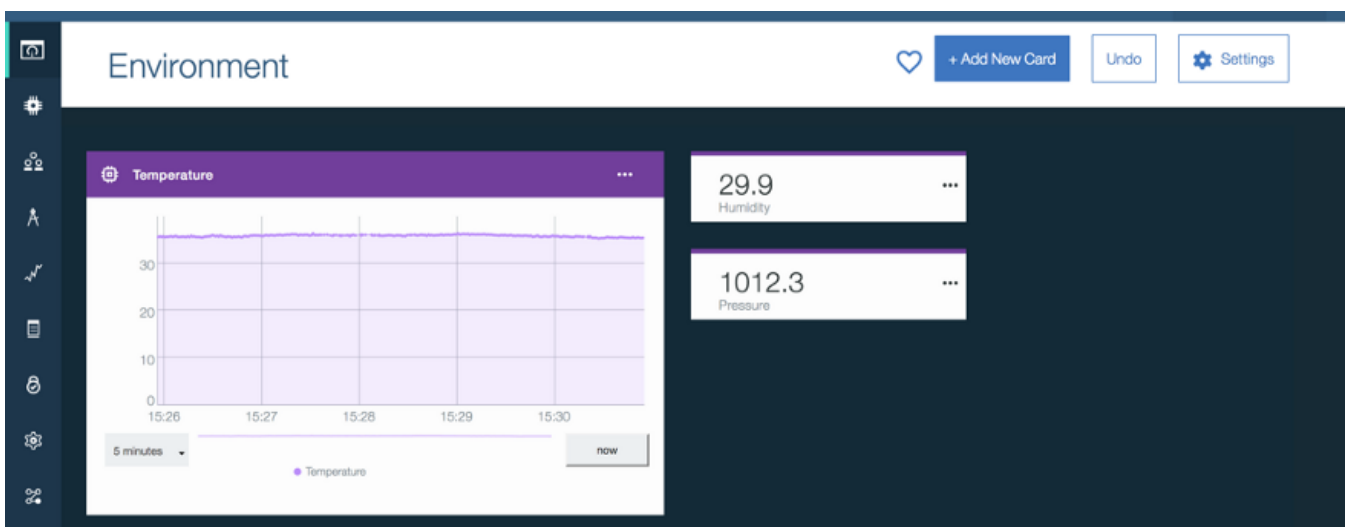 Environment
+ Add New Card
Undo
Settings
Temperature
30
20
10
0
15:26 15:27 15:28 15:29 15:30
5 minutes
now
Temperature
29.9
Humidity
1012.3
Pressure